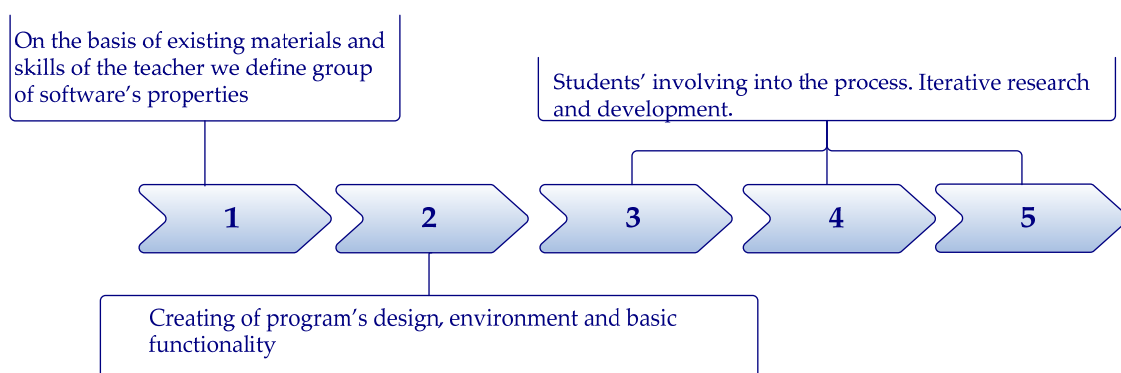 On the basis of existing materials and
skills of the teacher we define group
of software’s properties
Students’ involving into the process. Iterative research
and development.
1
2
3
4
5
Creating of program’s design, environment and basic
functionality